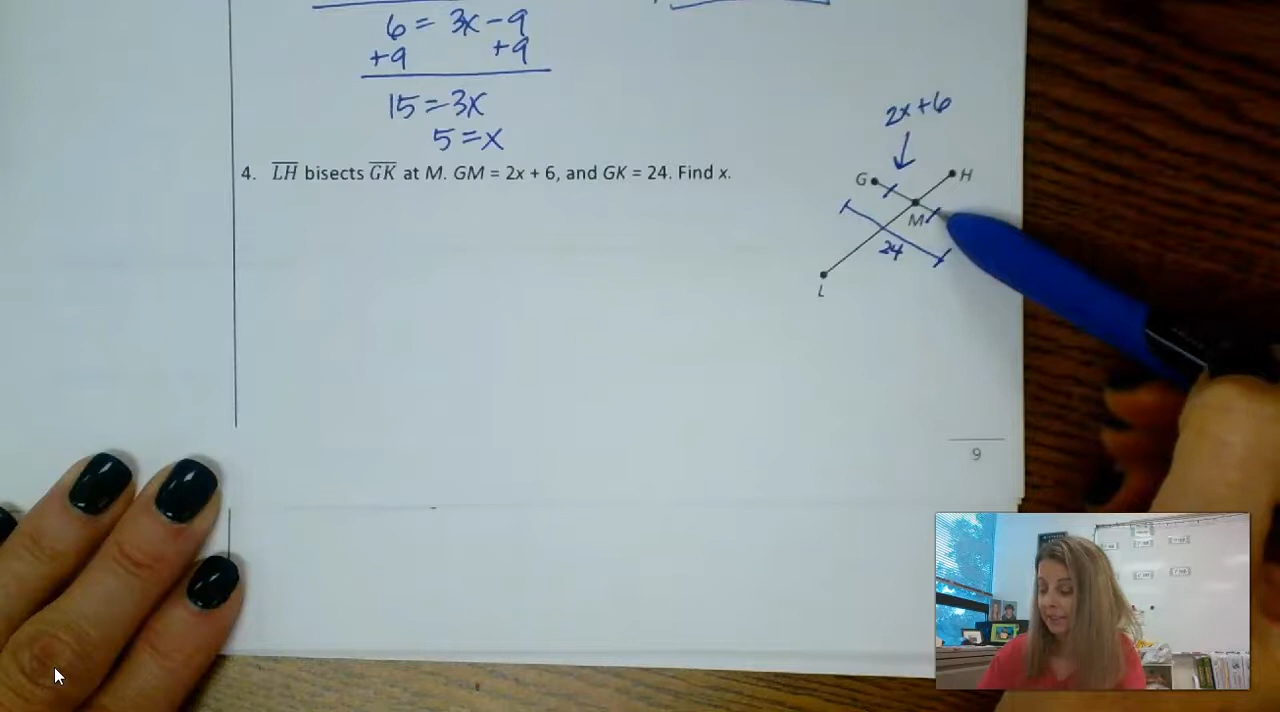 6 = 3x - 9
+9 +9
15 = 3x
5 = x
2x + 6
4. LH bisects GK at M. GM = 2x + 6, and GK = 24. Find x.
G H
M
24
L
9